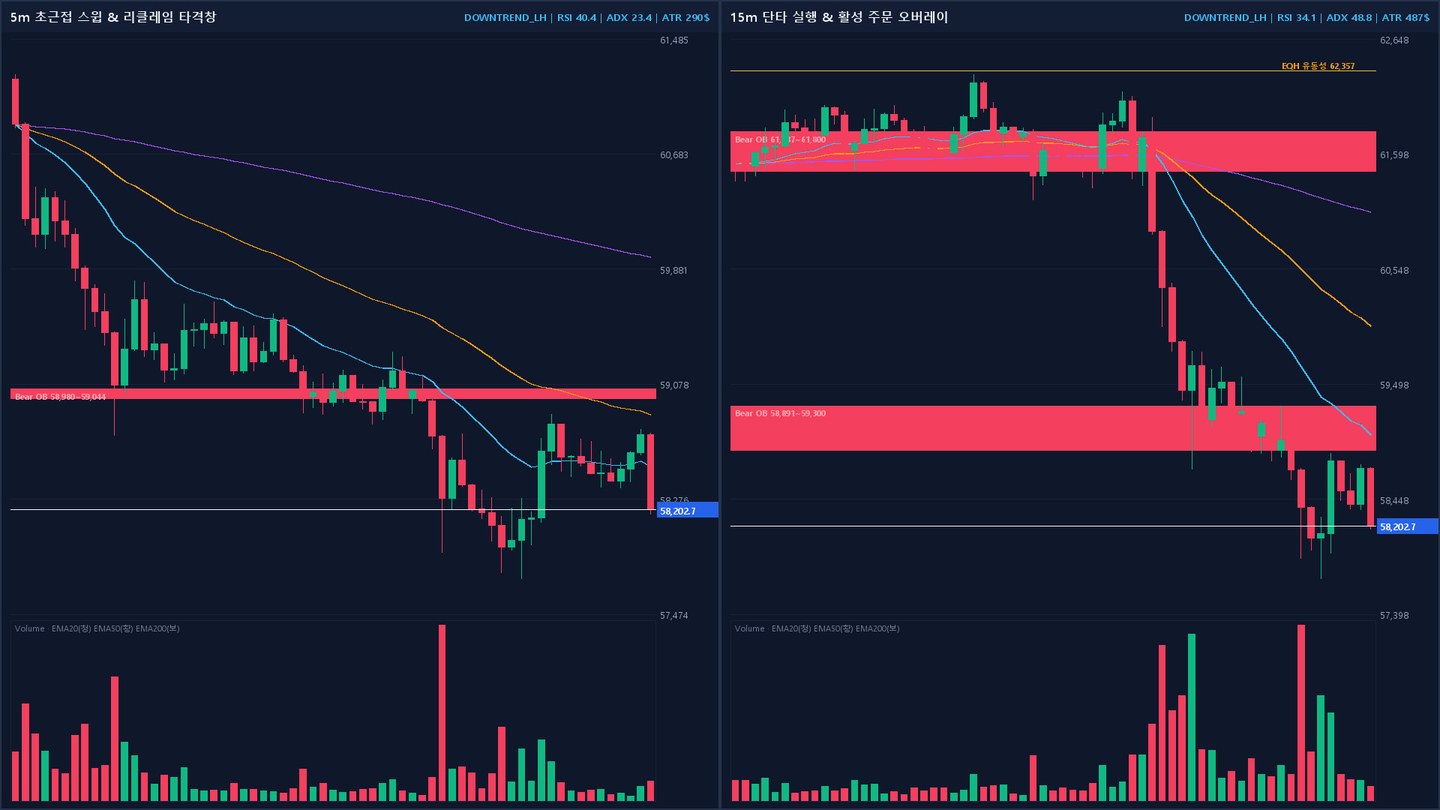 5m 초근접 스윕 & 리클레임 타격창
DOWNTREND_LH | RSI 40.4 | ADX 23.4 | ATR 290$
61,485
60,683
59,881
59,078
58,276
58,202.7
57,474
Bear OB 58,980–59,044
Volume · EMA20(청) EMA50(황) EMA200(보)
15m 단타 실행 & 활성 주문 오버레이
DOWNTREND_LH | RSI 34.1 | ADX 48.8 | ATR 487$
62,648
EQH 유동성 62,357
Bear OB 61, –61,800
61,598
60,548
59,498
Bear OB 58,891–59,300
58,448
58,202.7
57,398
Volume · EMA20(청) EMA50(황) EMA200(보)